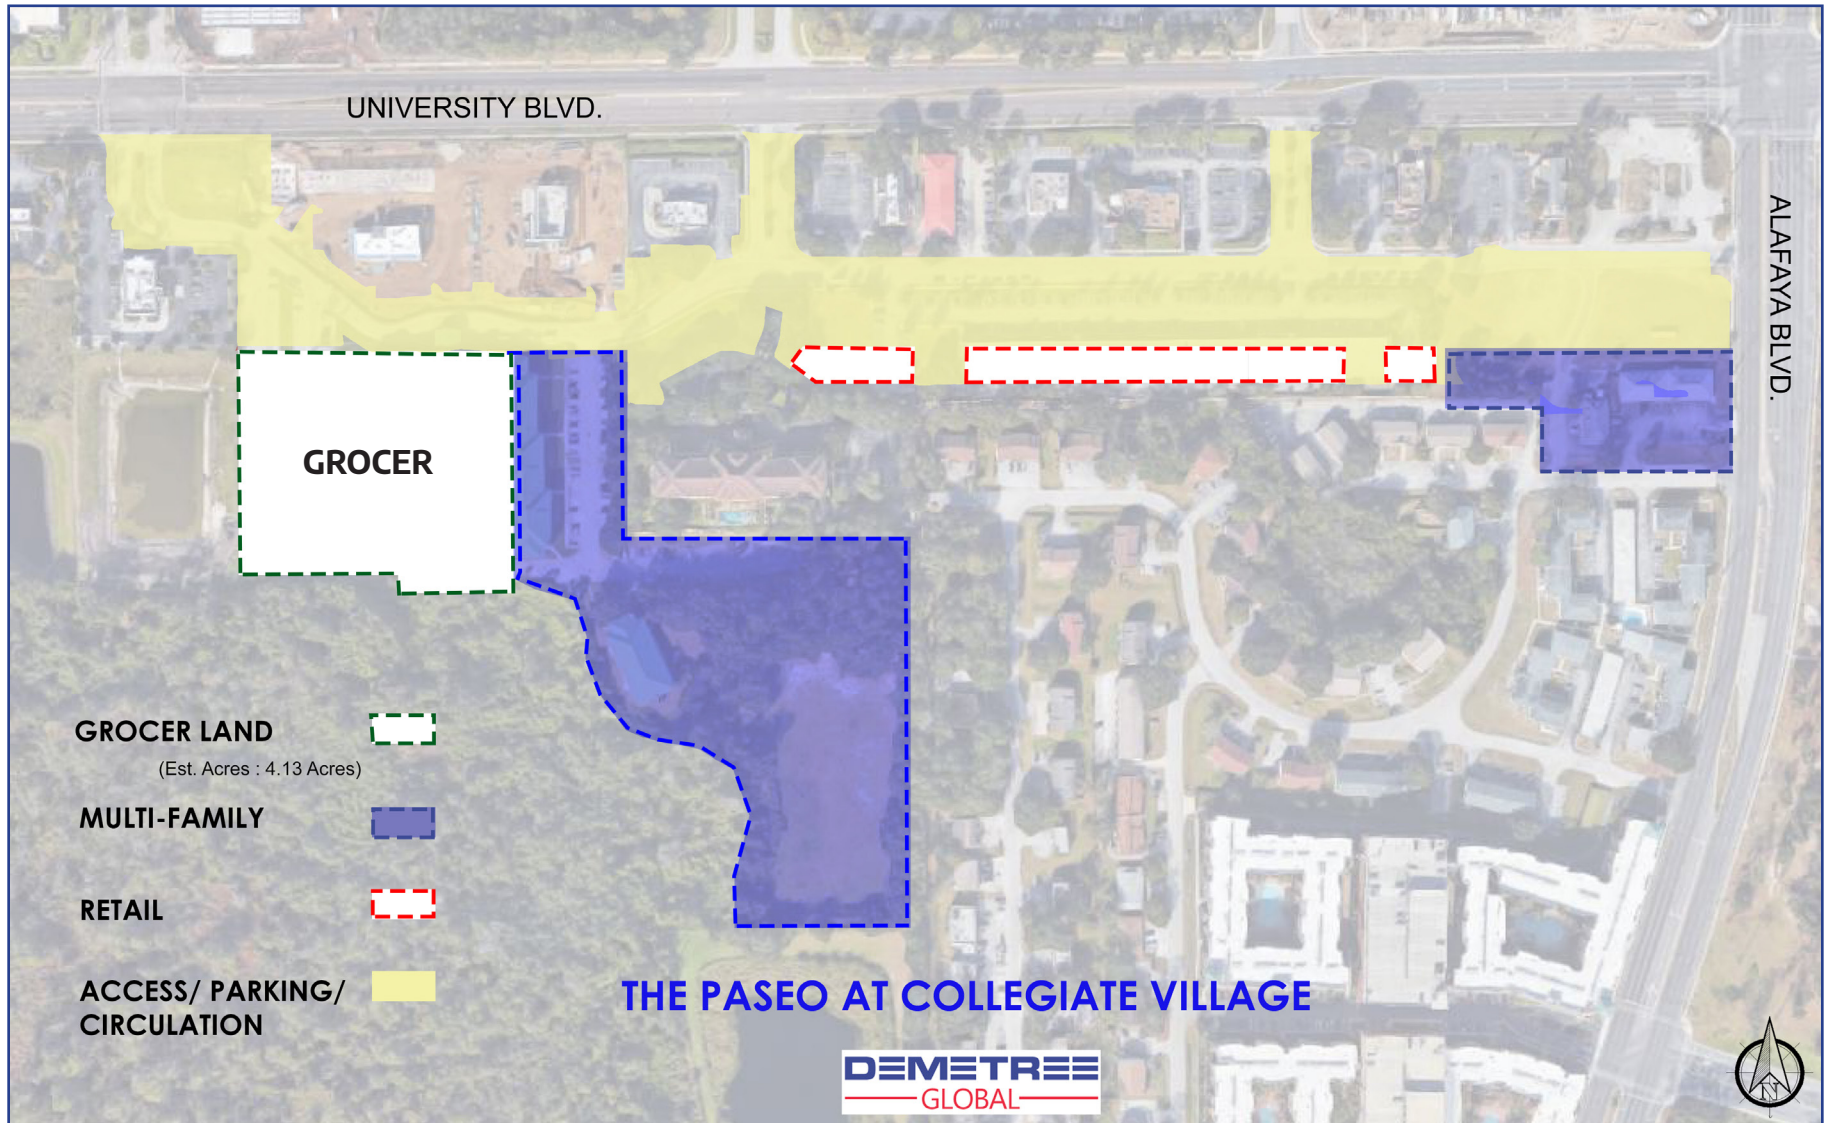 UNIVERSITY BLVD.
ALAFAYA BLVD.
GROCER
GROCER LAND
(Est. Acres : 4.13 Acres)
MULTI-FAMILY
RETAIL
ACCESS/ PARKING/
CIRCULATION
THE PASEO AT COLLEGIATE VILLAGE
DEMETREE
GLOBAL
N